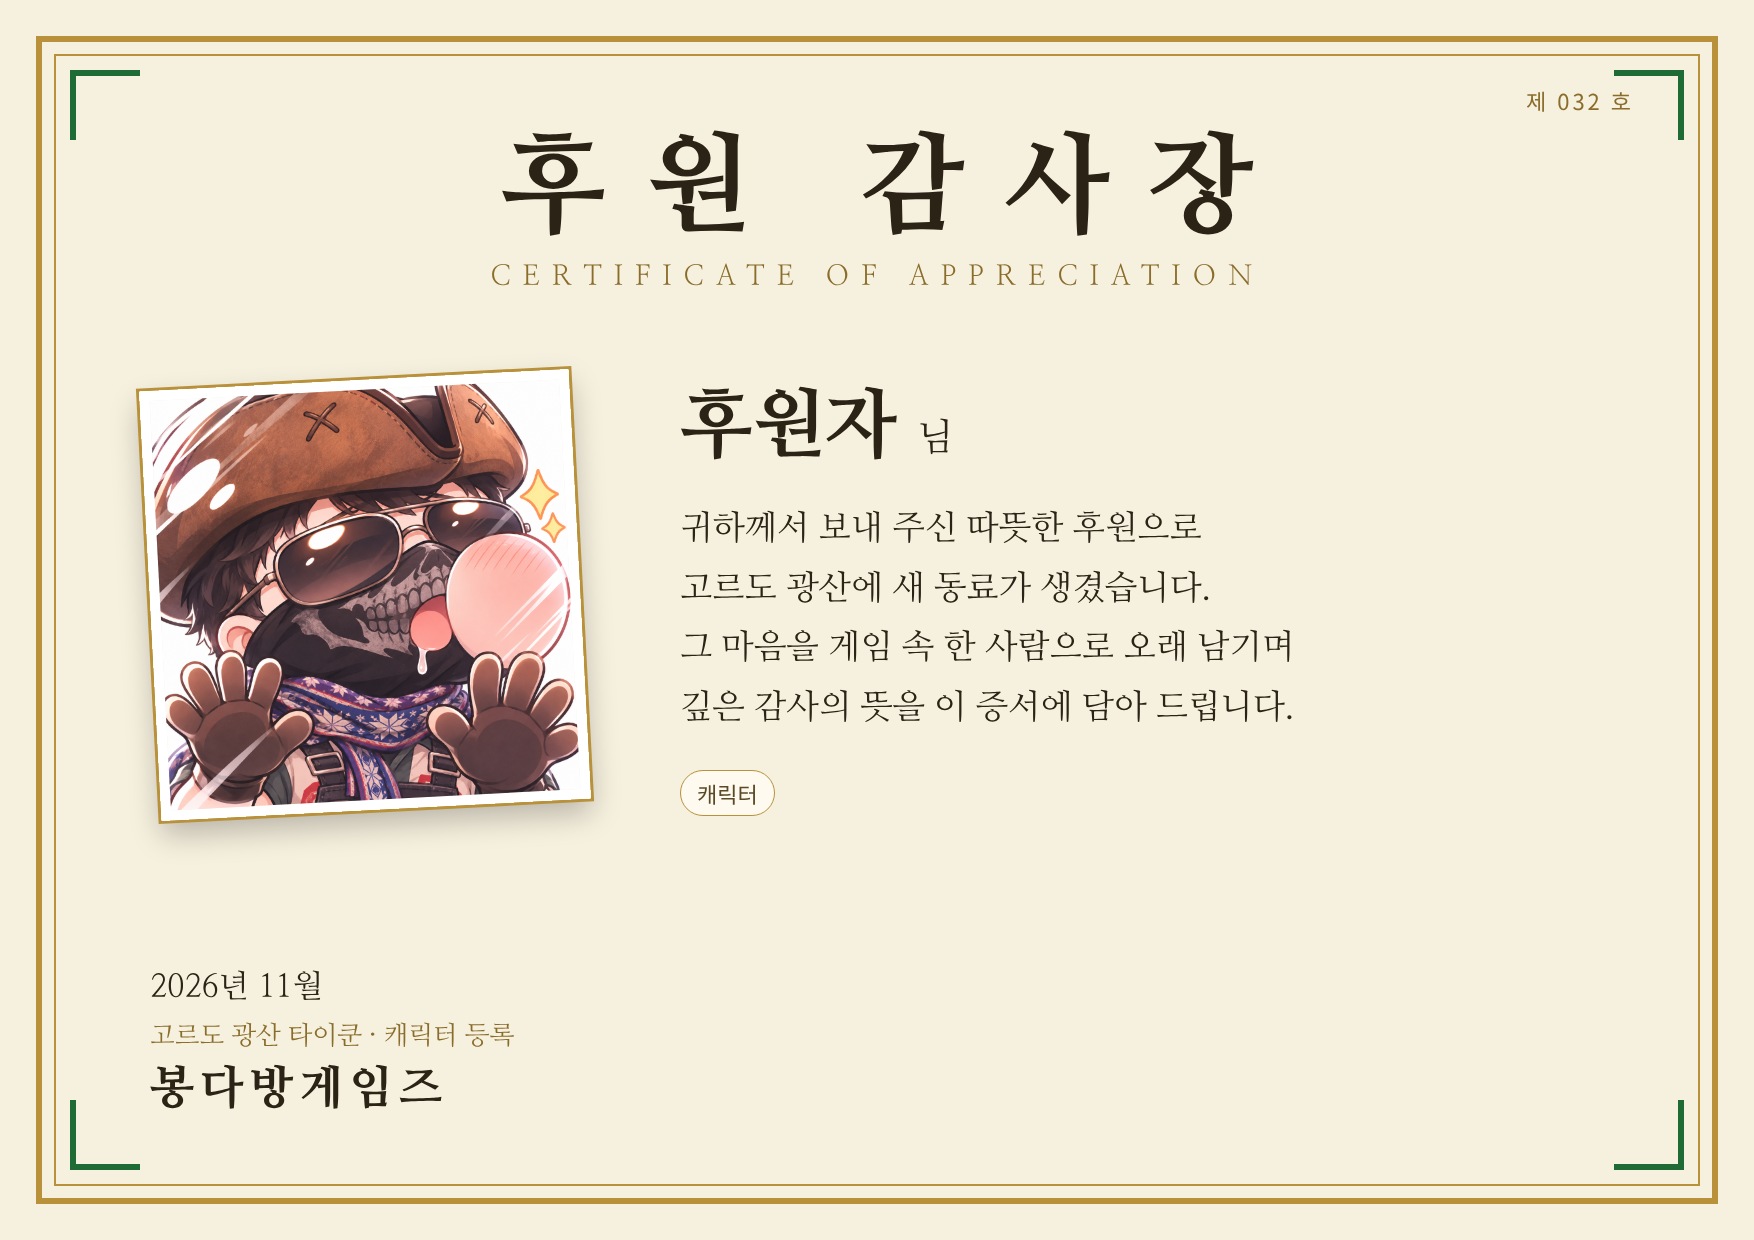 제 032 호
후원 감사장
CERTIFICATE OF APPRECIATION
후원자 님
귀하께서 보내 주신 따뜻한 후원으로
고르도 광산에 새 동료가 생겼습니다.
그 마음을 게임 속 한 사람으로 오래 남기며
깊은 감사의 뜻을 이 증서에 담아 드립니다.
캐릭터
2026년 11월
고르도 광산 타이쿤 · 캐릭터 등록
봉다방게임즈